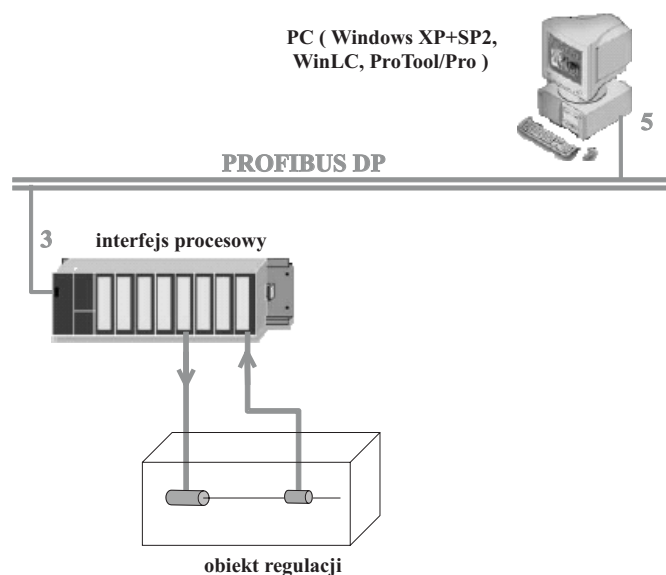 PC ( Windows XP+SP2,
WinLC, ProTool/Pro )
5
PROFIBUS DP
3
interfejs procesowy
obiekt regulacji